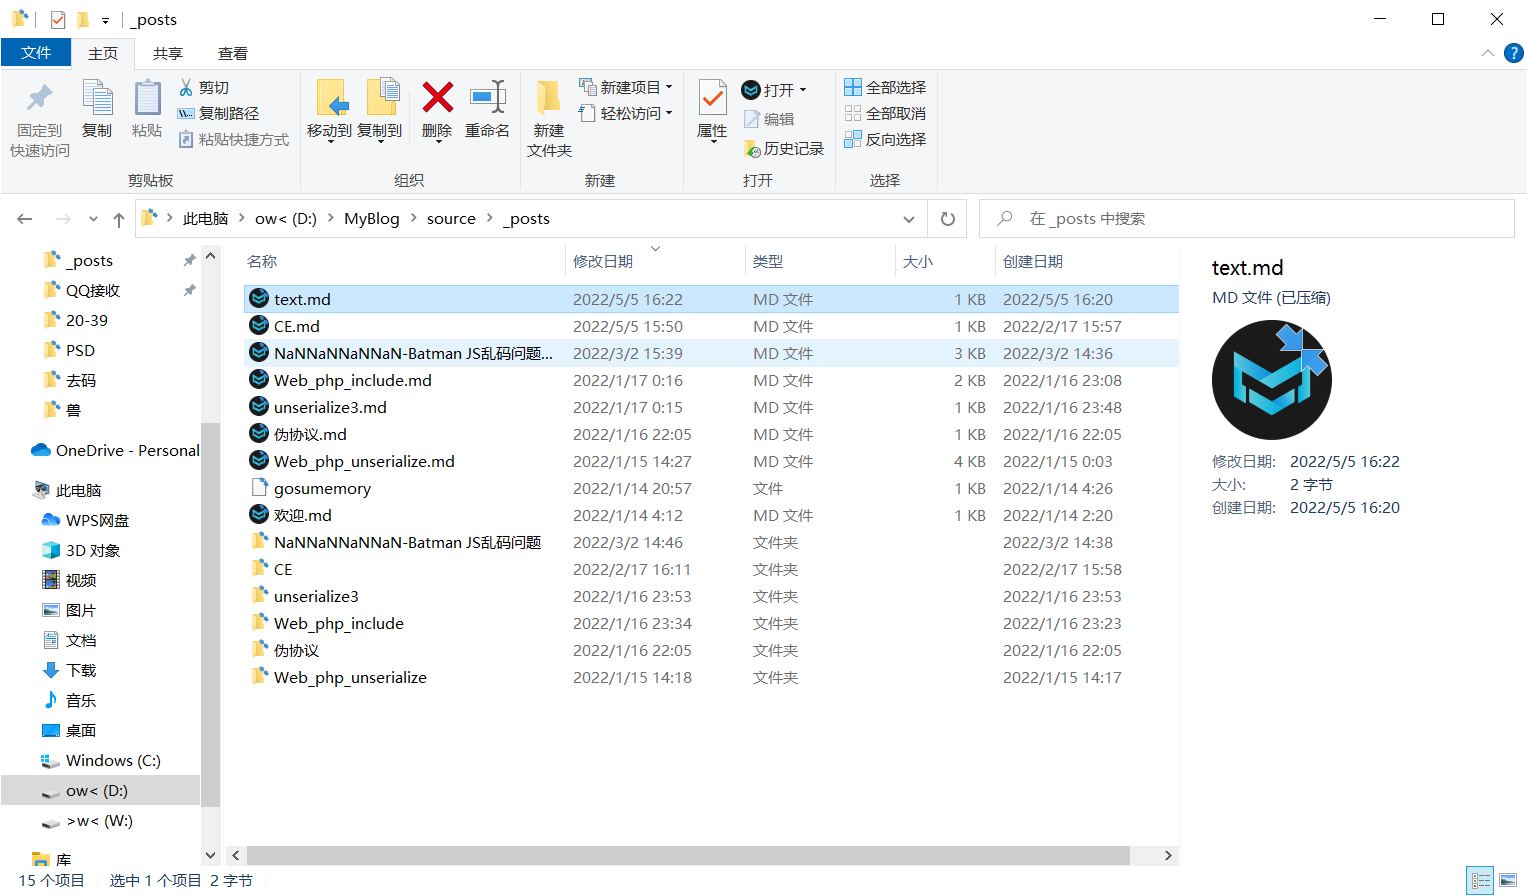 _posts
文件 主页 共享 查看
固定到
快速访问
复制
粘贴
剪切
复制路径
粘贴快捷方式
剪贴板
移动到 复制到 删除 重命名
组织
新建
文件夹
新建项目
轻松访问
新建
属性
打开
编辑
历史记录
打开
全部选择
全部取消
反向选择
选择
此电脑 ow< (D:) MyBlog source _posts
在 _posts 中搜索
_posts
QQ接收
20-39
PSD
去码
兽
OneDrive - Personal
此电脑
WPS网盘
3D 对象
视频
图片
文档
下载
音乐
桌面
Windows (C:)
ow< (D:)
>w< (W:)
库
名称 修改日期 类型 大小 创建日期
text.md 2022/5/5 16:22 MD 文件 1 KB 2022/5/5 16:20
CE.md 2022/5/5 15:50 MD 文件 1 KB 2022/2/17 15:57
NaNNaNNaNNaN-Batman JS乱码问题... 2022/3/2 15:39 MD 文件 3 KB 2022/3/2 14:36
Web_php_include.md 2022/1/17 0:16 MD 文件 2 KB 2022/1/16 23:08
unserialize3.md 2022/1/17 0:15 MD 文件 1 KB 2022/1/16 23:48
伪协议.md 2022/1/16 22:05 MD 文件 1 KB 2022/1/16 22:05
Web_php_unserialize.md 2022/1/15 14:27 MD 文件 4 KB 2022/1/15 0:03
gosumemory 2022/1/14 20:57 文件 1 KB 2022/1/14 4:26
欢迎.md 2022/1/14 4:12 MD 文件 1 KB 2022/1/14 2:20
NaNNaNNaNNaN-Batman JS乱码问题 2022/3/2 14:46 文件夹 2022/3/2 14:38
CE 2022/2/17 16:11 文件夹 2022/2/17 15:58
unserialize3 2022/1/16 23:53 文件夹 2022/1/16 23:53
Web_php_include 2022/1/16 23:34 文件夹 2022/1/16 23:23
伪协议 2022/1/16 22:05 文件夹 2022/1/16 22:05
Web_php_unserialize 2022/1/15 14:18 文件夹 2022/1/15 14:17
text.md
MD 文件 (已压缩)
修改日期: 2022/5/5 16:22
大小: 2 字节
创建日期: 2022/5/5 16:20
15 个项目 选中 1 个项目 2 字节